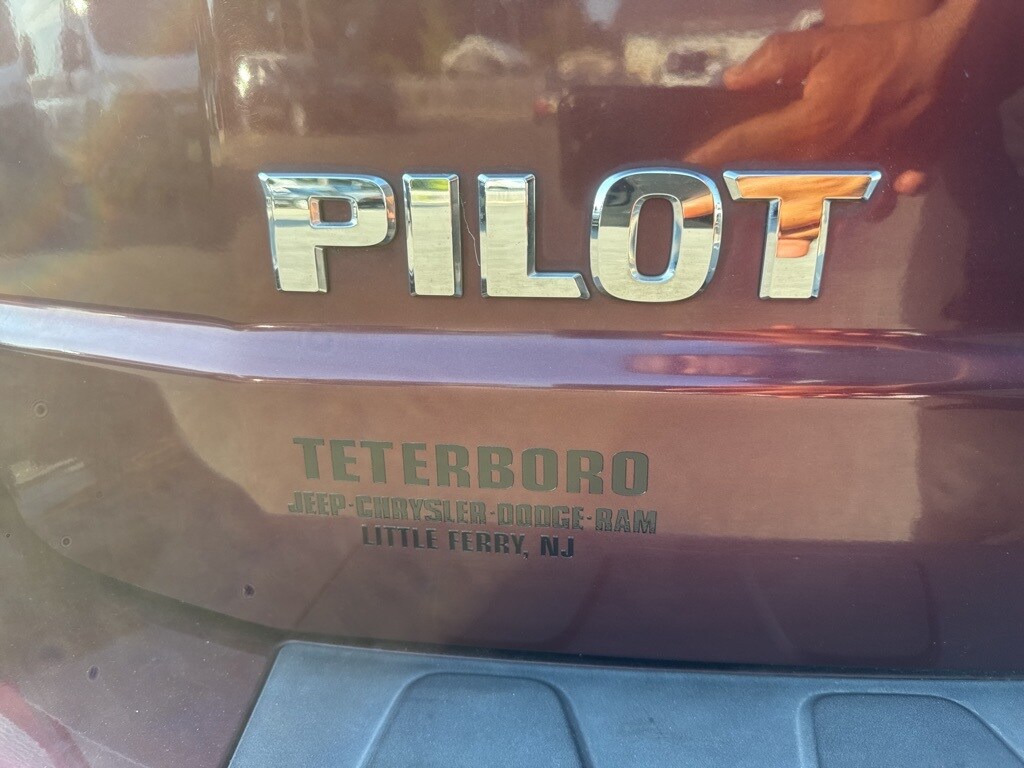 PILOT
TETERBORO
JEEP·CHRYSLER·DODGE·RAM
LITTLE FERRY, NJ